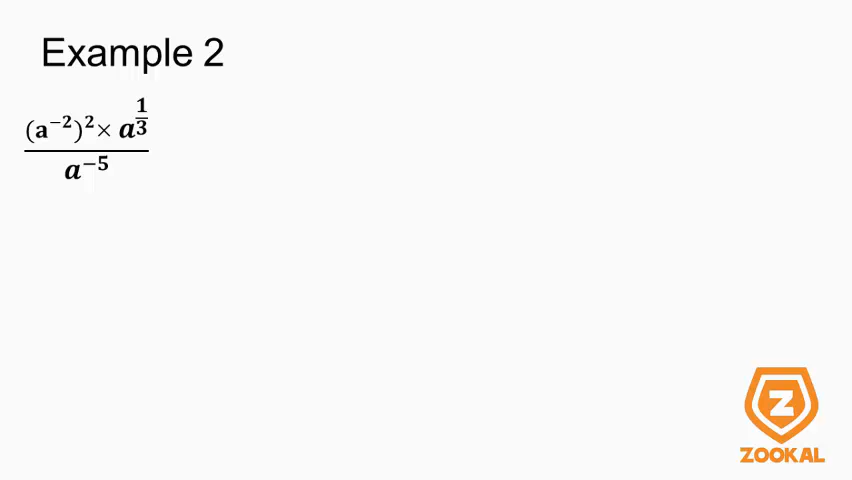 Example 2
(a⁻²)² × a^(1/3)
a⁻⁵
ZOOKAL